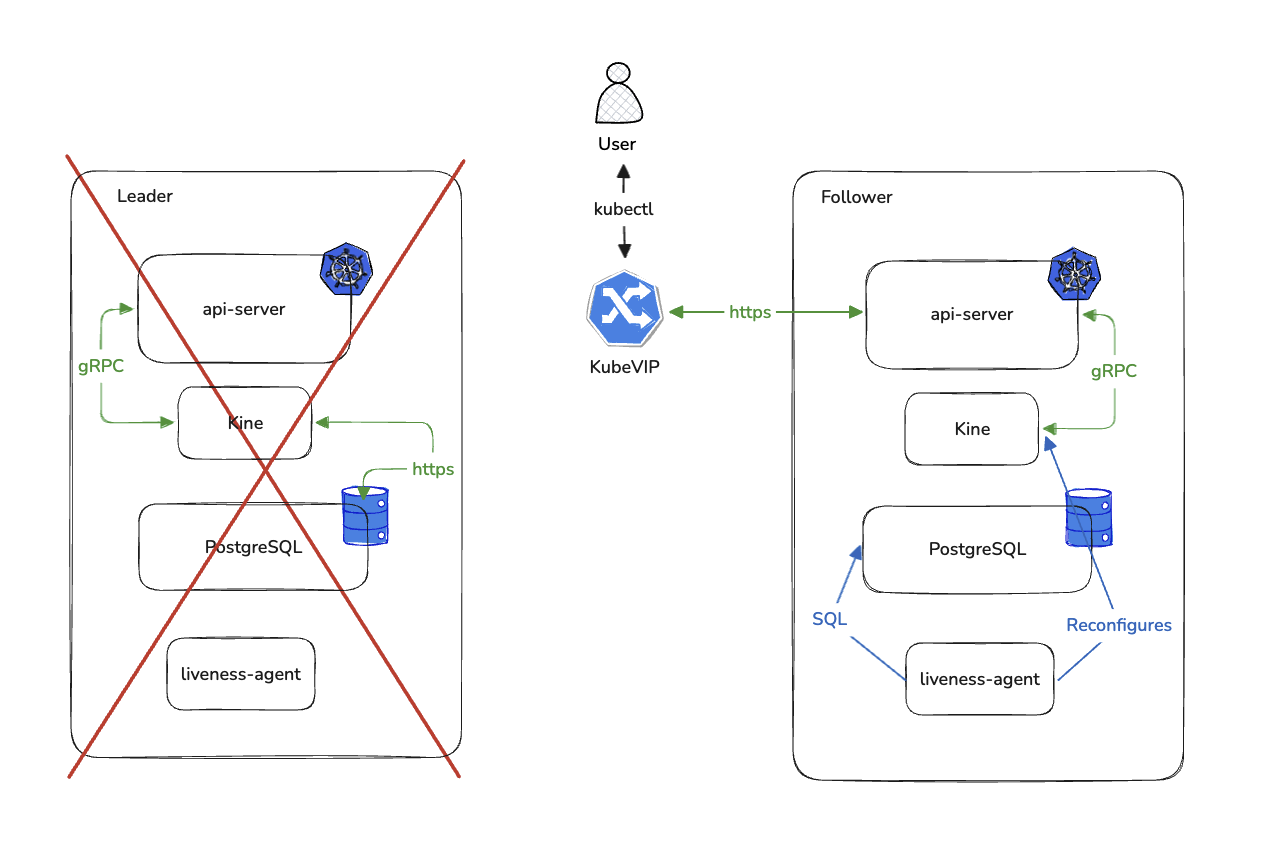 User
kubectl
KubeVIP
https
Leader
api-server
gRPC
Kine
https
PostgreSQL
liveness-agent
Follower
api-server
gRPC
Kine
PostgreSQL
SQL
Reconfigures
liveness-agent